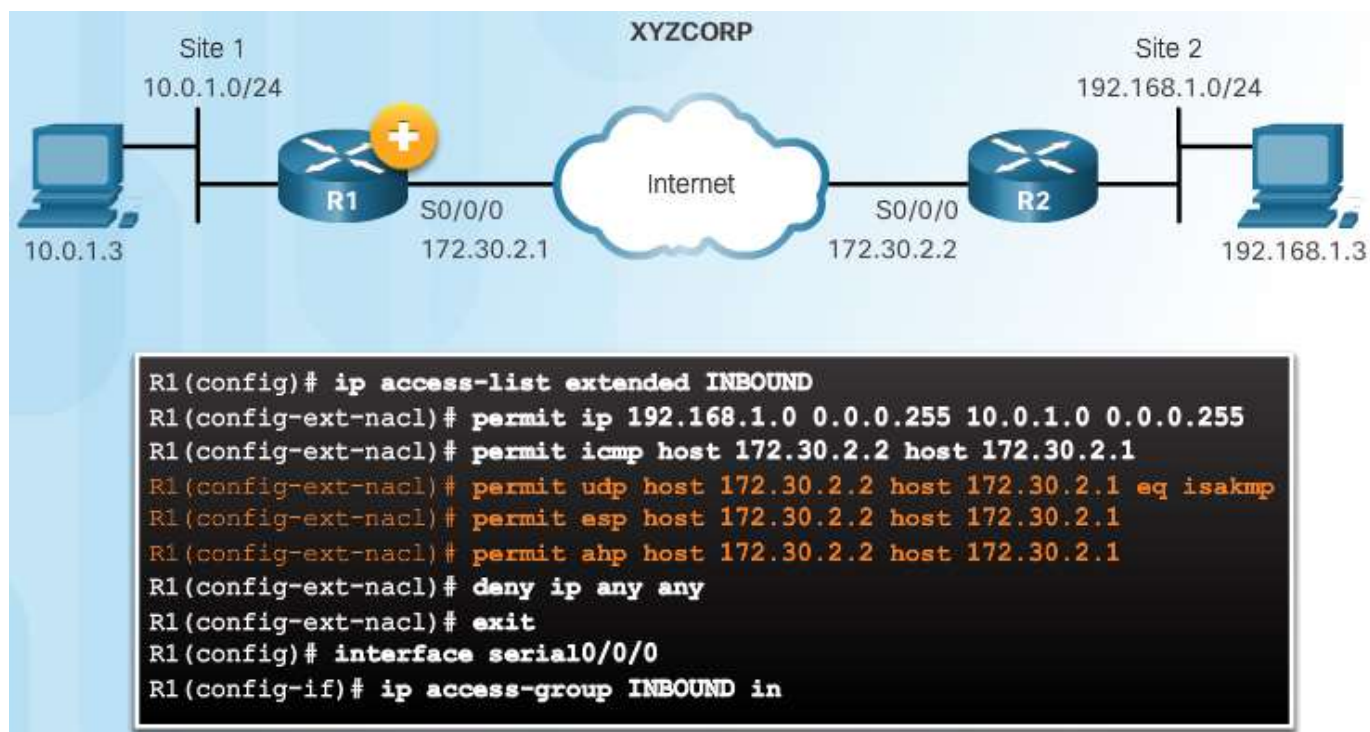 XYZCORP
Site 1
10.0.1.0/24
Site 2
192.168.1.0/24
R1
S0/0/0
172.30.2.1
10.0.1.3
Internet
S0/0/0
172.30.2.2
R2
192.168.1.3
R1(config)# ip access-list extended INBOUND
R1(config-ext-nacl)# permit ip 192.168.1.0 0.0.0.255 10.0.1.0 0.0.0.255
R1(config-ext-nacl)# permit icmp host 172.30.2.2 host 172.30.2.1
R1(config-ext-nacl)# permit udp host 172.30.2.2 host 172.30.2.1 eq isakmp
R1(config-ext-nacl)# permit esp host 172.30.2.2 host 172.30.2.1
R1(config-ext-nacl)# permit ahp host 172.30.2.2 host 172.30.2.1
R1(config-ext-nacl)# deny ip any any
R1(config-ext-nacl)# exit
R1(config)# interface serial0/0/0
R1(config-if)# ip access-group INBOUND in